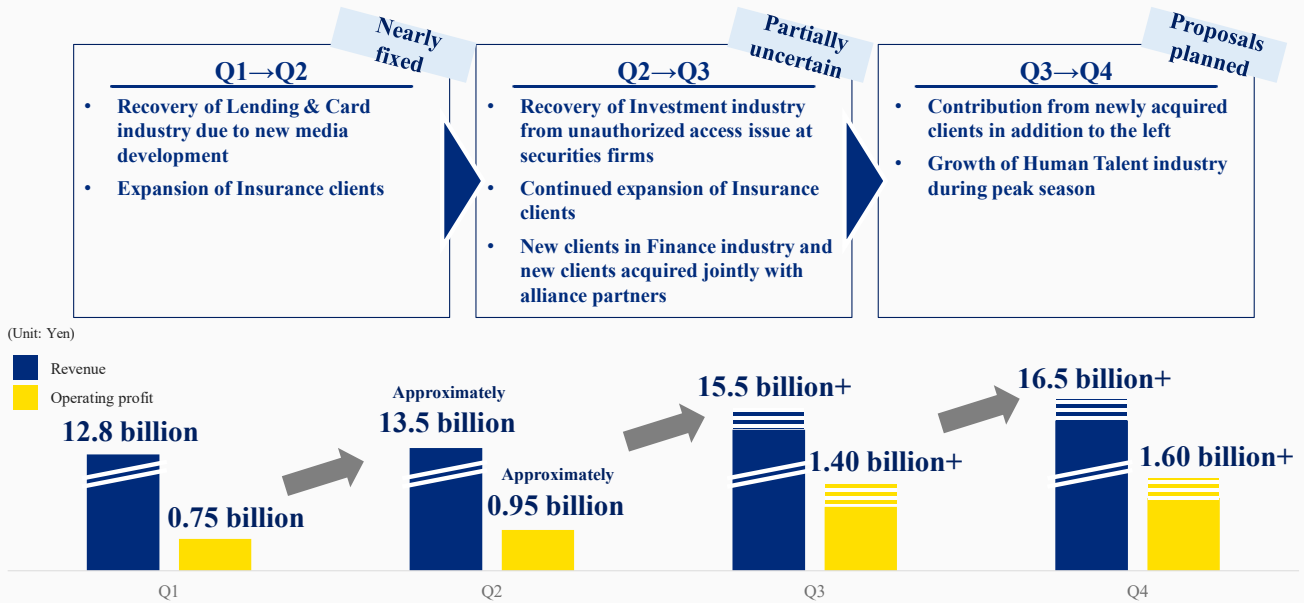 Nearly
fixed
Q1→Q2
• Recovery of Lending & Card
industry due to new media
development
• Expansion of Insurance clients
Partially
uncertain
Q2→Q3
• Recovery of Investment industry
from unauthorized access issue at
securities firms
• Continued expansion of Insurance
clients
• New clients in Finance industry and
new clients acquired jointly with
alliance partners
Proposals
planned
Q3→Q4
• Contribution from newly acquired
clients in addition to the left
• Growth of Human Talent industry
during peak season
(Unit: Yen)
Revenue
Operating profit
12.8 billion
0.75 billion
Approximately
13.5 billion
Approximately
0.95 billion
15.5 billion+
1.40 billion+
16.5 billion+
1.60 billion+
Q1
Q2
Q3
Q4